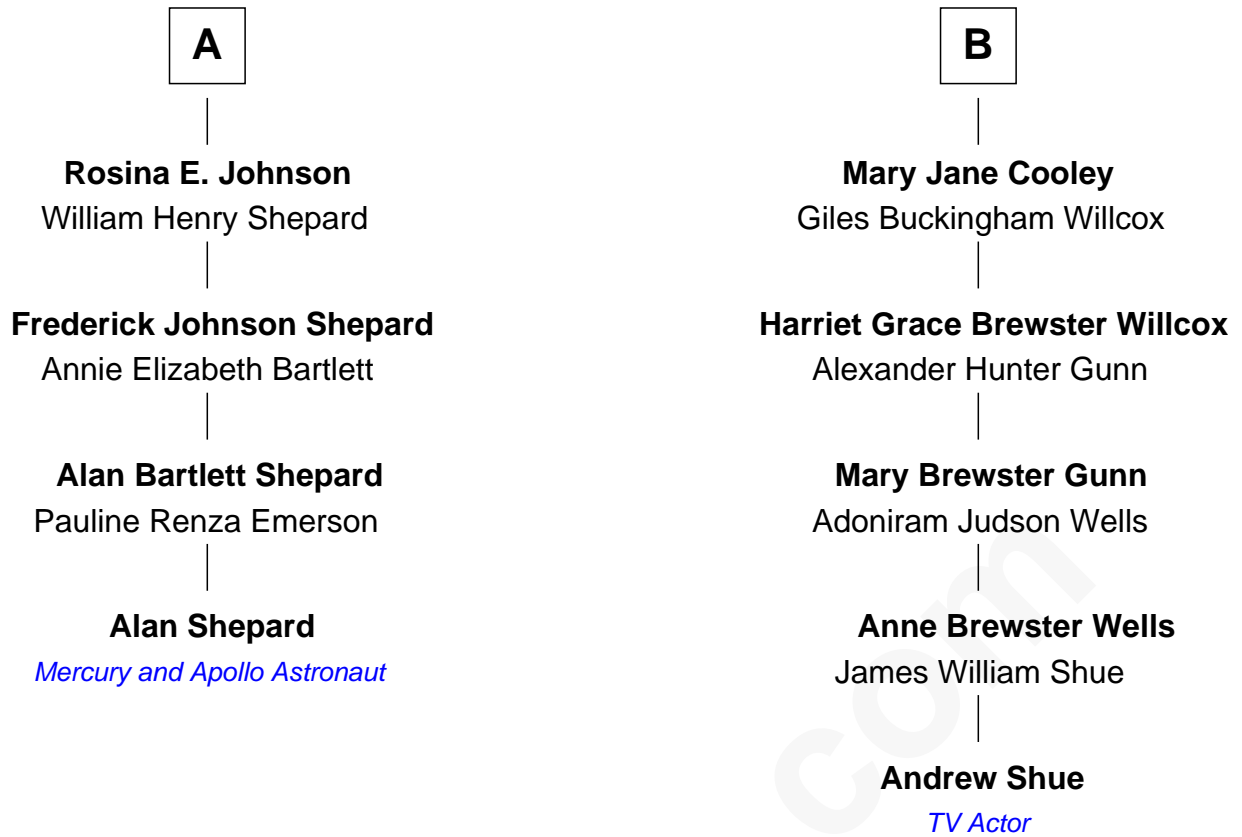 A
Rosina E. Johnson
William Henry Shepard
Frederick Johnson Shepard
Annie Elizabeth Bartlett
Alan Bartlett Shepard
Pauline Renza Emerson
Alan Shepard
Mercury and Apollo Astronaut
B
Mary Jane Cooley
Giles Buckingham Willcox
Harriet Grace Brewster Willcox
Alexander Hunter Gunn
Mary Brewster Gunn
Adoniram Judson Wells
Anne Brewster Wells
James William Shue
Andrew Shue
TV Actor
com